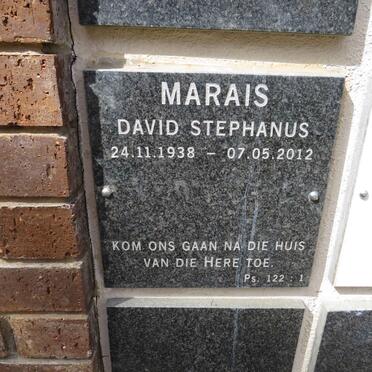 MARAIS
DAVID STEPHANUS
24.11.1938 – 07.05.2012
KOM ONS GAAN NA DIE HUIS
VAN DIE HERE TOE.
Ps. 122 : 1